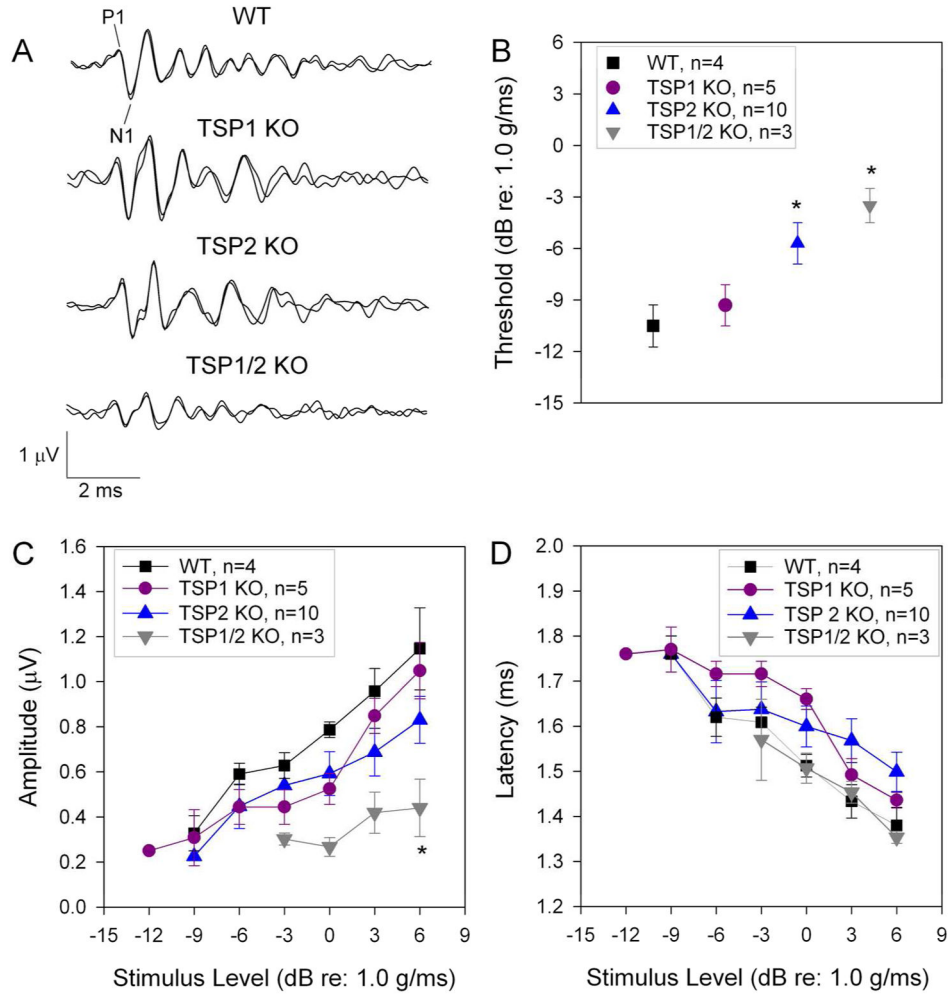 A
P1
WT
N1
TSP1 KO
TSP2 KO
TSP1/2 KO
1 μV
2 ms
B
Threshold (dB re: 1.0 g/ms)
6
3
0
-3
-6
-9
-12
-15
WT, n=4
TSP1 KO, n=5
TSP2 KO, n=10
TSP1/2 KO, n=3
*
*
C
Amplitude (μV)
1.6
1.4
1.2
1.0
0.8
0.6
0.4
0.2
0.0
WT, n=4
TSP1 KO, n=5
TSP2 KO, n=10
TSP1/2 KO, n=3
*
-15 -12 -9 -6 -3 0 3 6 9
Stimulus Level (dB re: 1.0 g/ms)
D
Latency (ms)
2.0
1.9
1.8
1.7
1.6
1.5
1.4
1.3
1.2
WT, n=4
TSP1 KO, n=5
TSP 2 KO, n=10
TSP1/2 KO, n=3
-15 -12 -9 -6 -3 0 3 6 9
Stimulus Level (dB re: 1.0 g/ms)